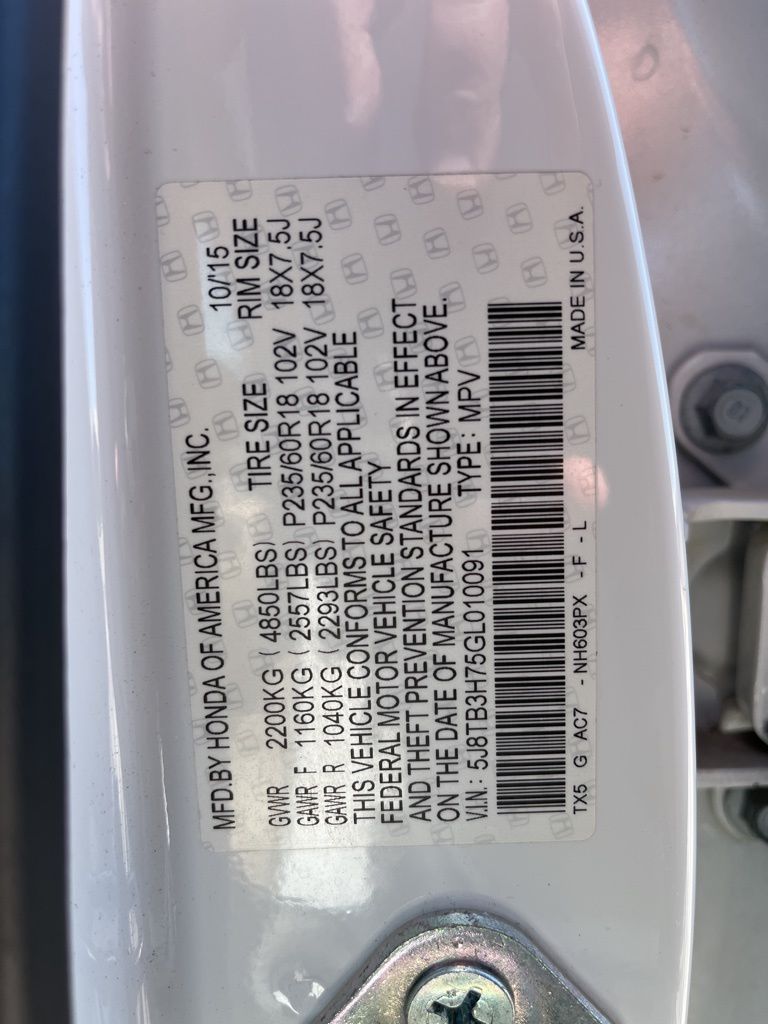 MFD.BY HONDA OF AMERICA MFG.,INC. 10/'15
TIRE SIZE RIM SIZE
GVWR 2200KG ( 4850LBS)
GAWR F 1160KG ( 2557LBS) P235/60R18 102V 18X7.5J
GAWR R 1040KG ( 2293LBS) P235/60R18 102V 18X7.5J
THIS VEHICLE CONFORMS TO ALL APPLICABLE
FEDERAL MOTOR VEHICLE SAFETY
AND THEFT PREVENTION STANDARDS IN EFFECT
ON THE DATE OF MANUFACTURE SHOWN ABOVE.
V.I.N.: 5J8TB3H75GL010091 TYPE: MPV
TX5 G AC7 - NH603PX - F - L MADE IN U.S.A.